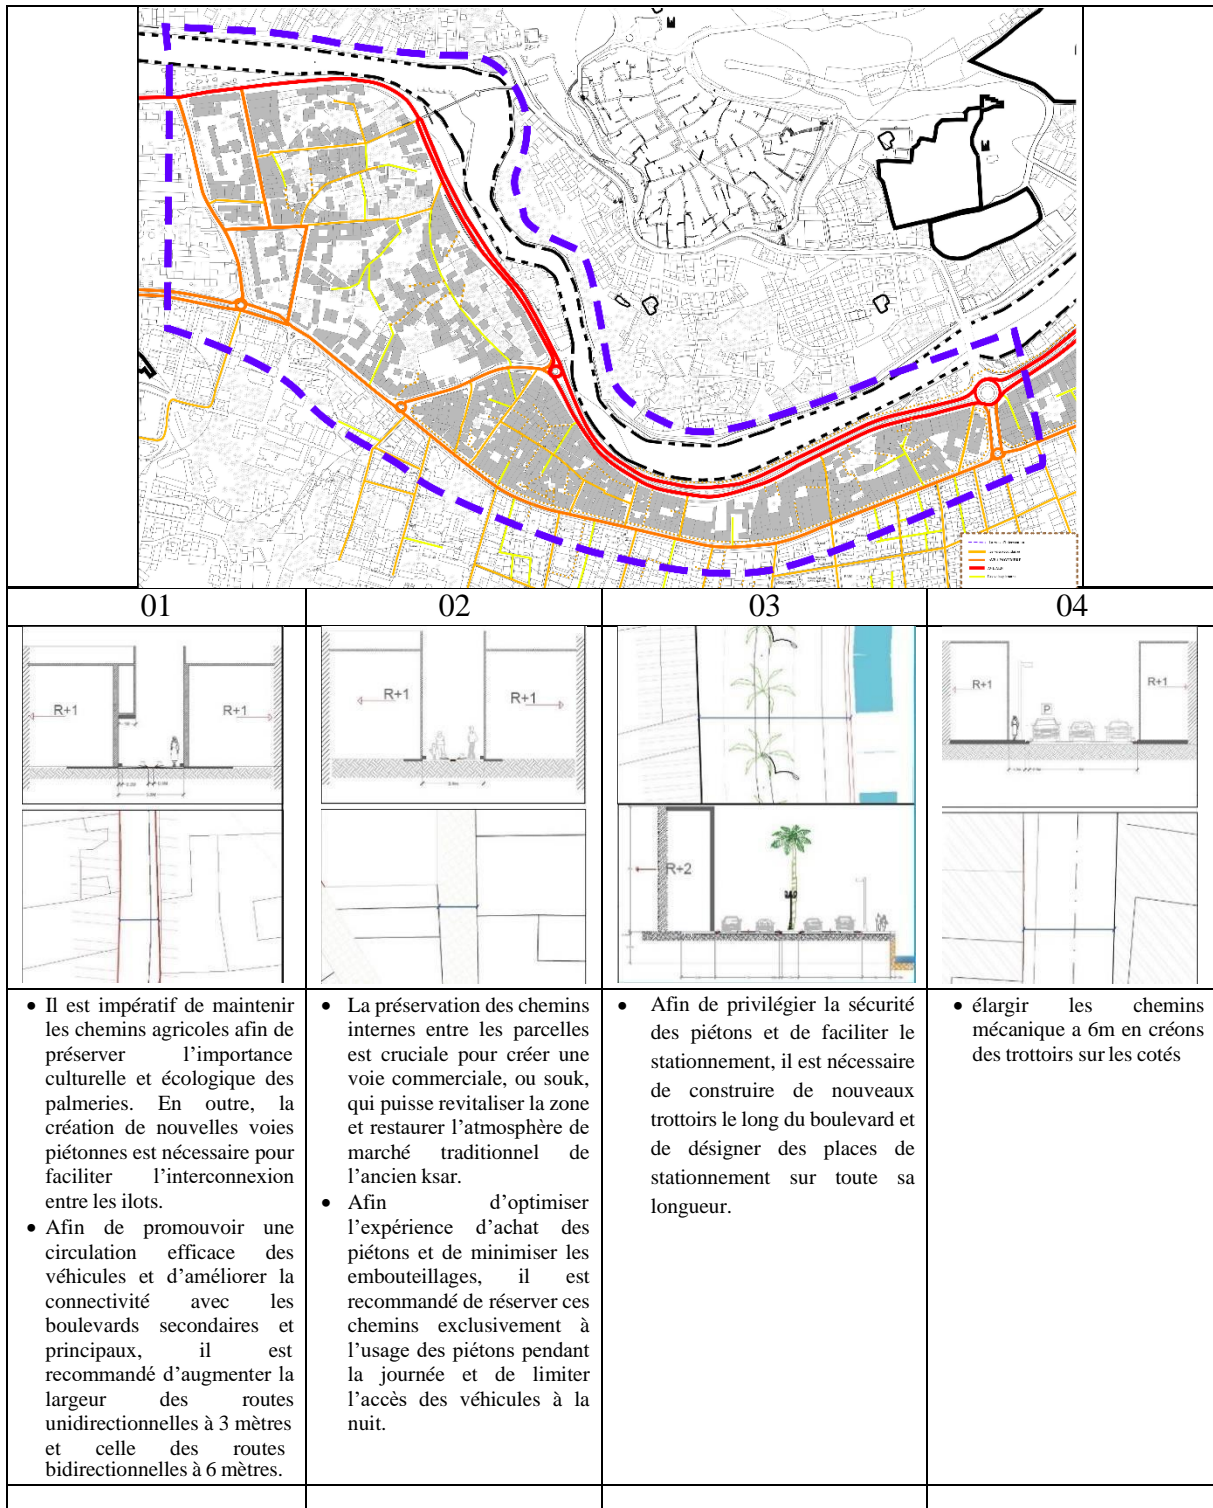 01
02
03
04
R+1
R+1
R+1
R+1
R+2
R+1
P
R+1
• Il est impératif de maintenir
les chemins agricoles afin de
préserver l’importance
culturelle et écologique des
palmeries. En outre, la
création de nouvelles voies
piétonnes est nécessaire pour
faciliter l’interconnexion
entre les ilots.
• Afin de promouvoir une
circulation efficace des
véhicules et d’améliorer la
connectivité avec les
boulevards secondaires et
principaux, il est
recommandé d’augmenter la
largeur des routes
unidirectionnelles à 3 mètres
et celle des routes
bidirectionnelles à 6 mètres.
• La préservation des chemins
internes entre les parcelles
est cruciale pour créer une
voie commerciale, ou souk,
qui puisse revitaliser la zone
et restaurer l’atmosphère de
marché traditionnel de
l’ancien ksar.
• Afin d’optimiser
l’expérience d’achat des
piétons et de minimiser les
embouteillages, il est
recommandé de réserver ces
chemins exclusivement à
l’usage des piétons pendant
la journée et de limiter
l’accès des véhicules à la
nuit.
• Afin de privilégier la sécurité
des piétons et de faciliter le
stationnement, il est nécessaire
de construire de nouveaux
trottoirs le long du boulevard et
de désigner des places de
stationnement sur toute sa
longueur.
• élargir les chemins
mécanique a 6m en créons
des trottoirs sur les cotés